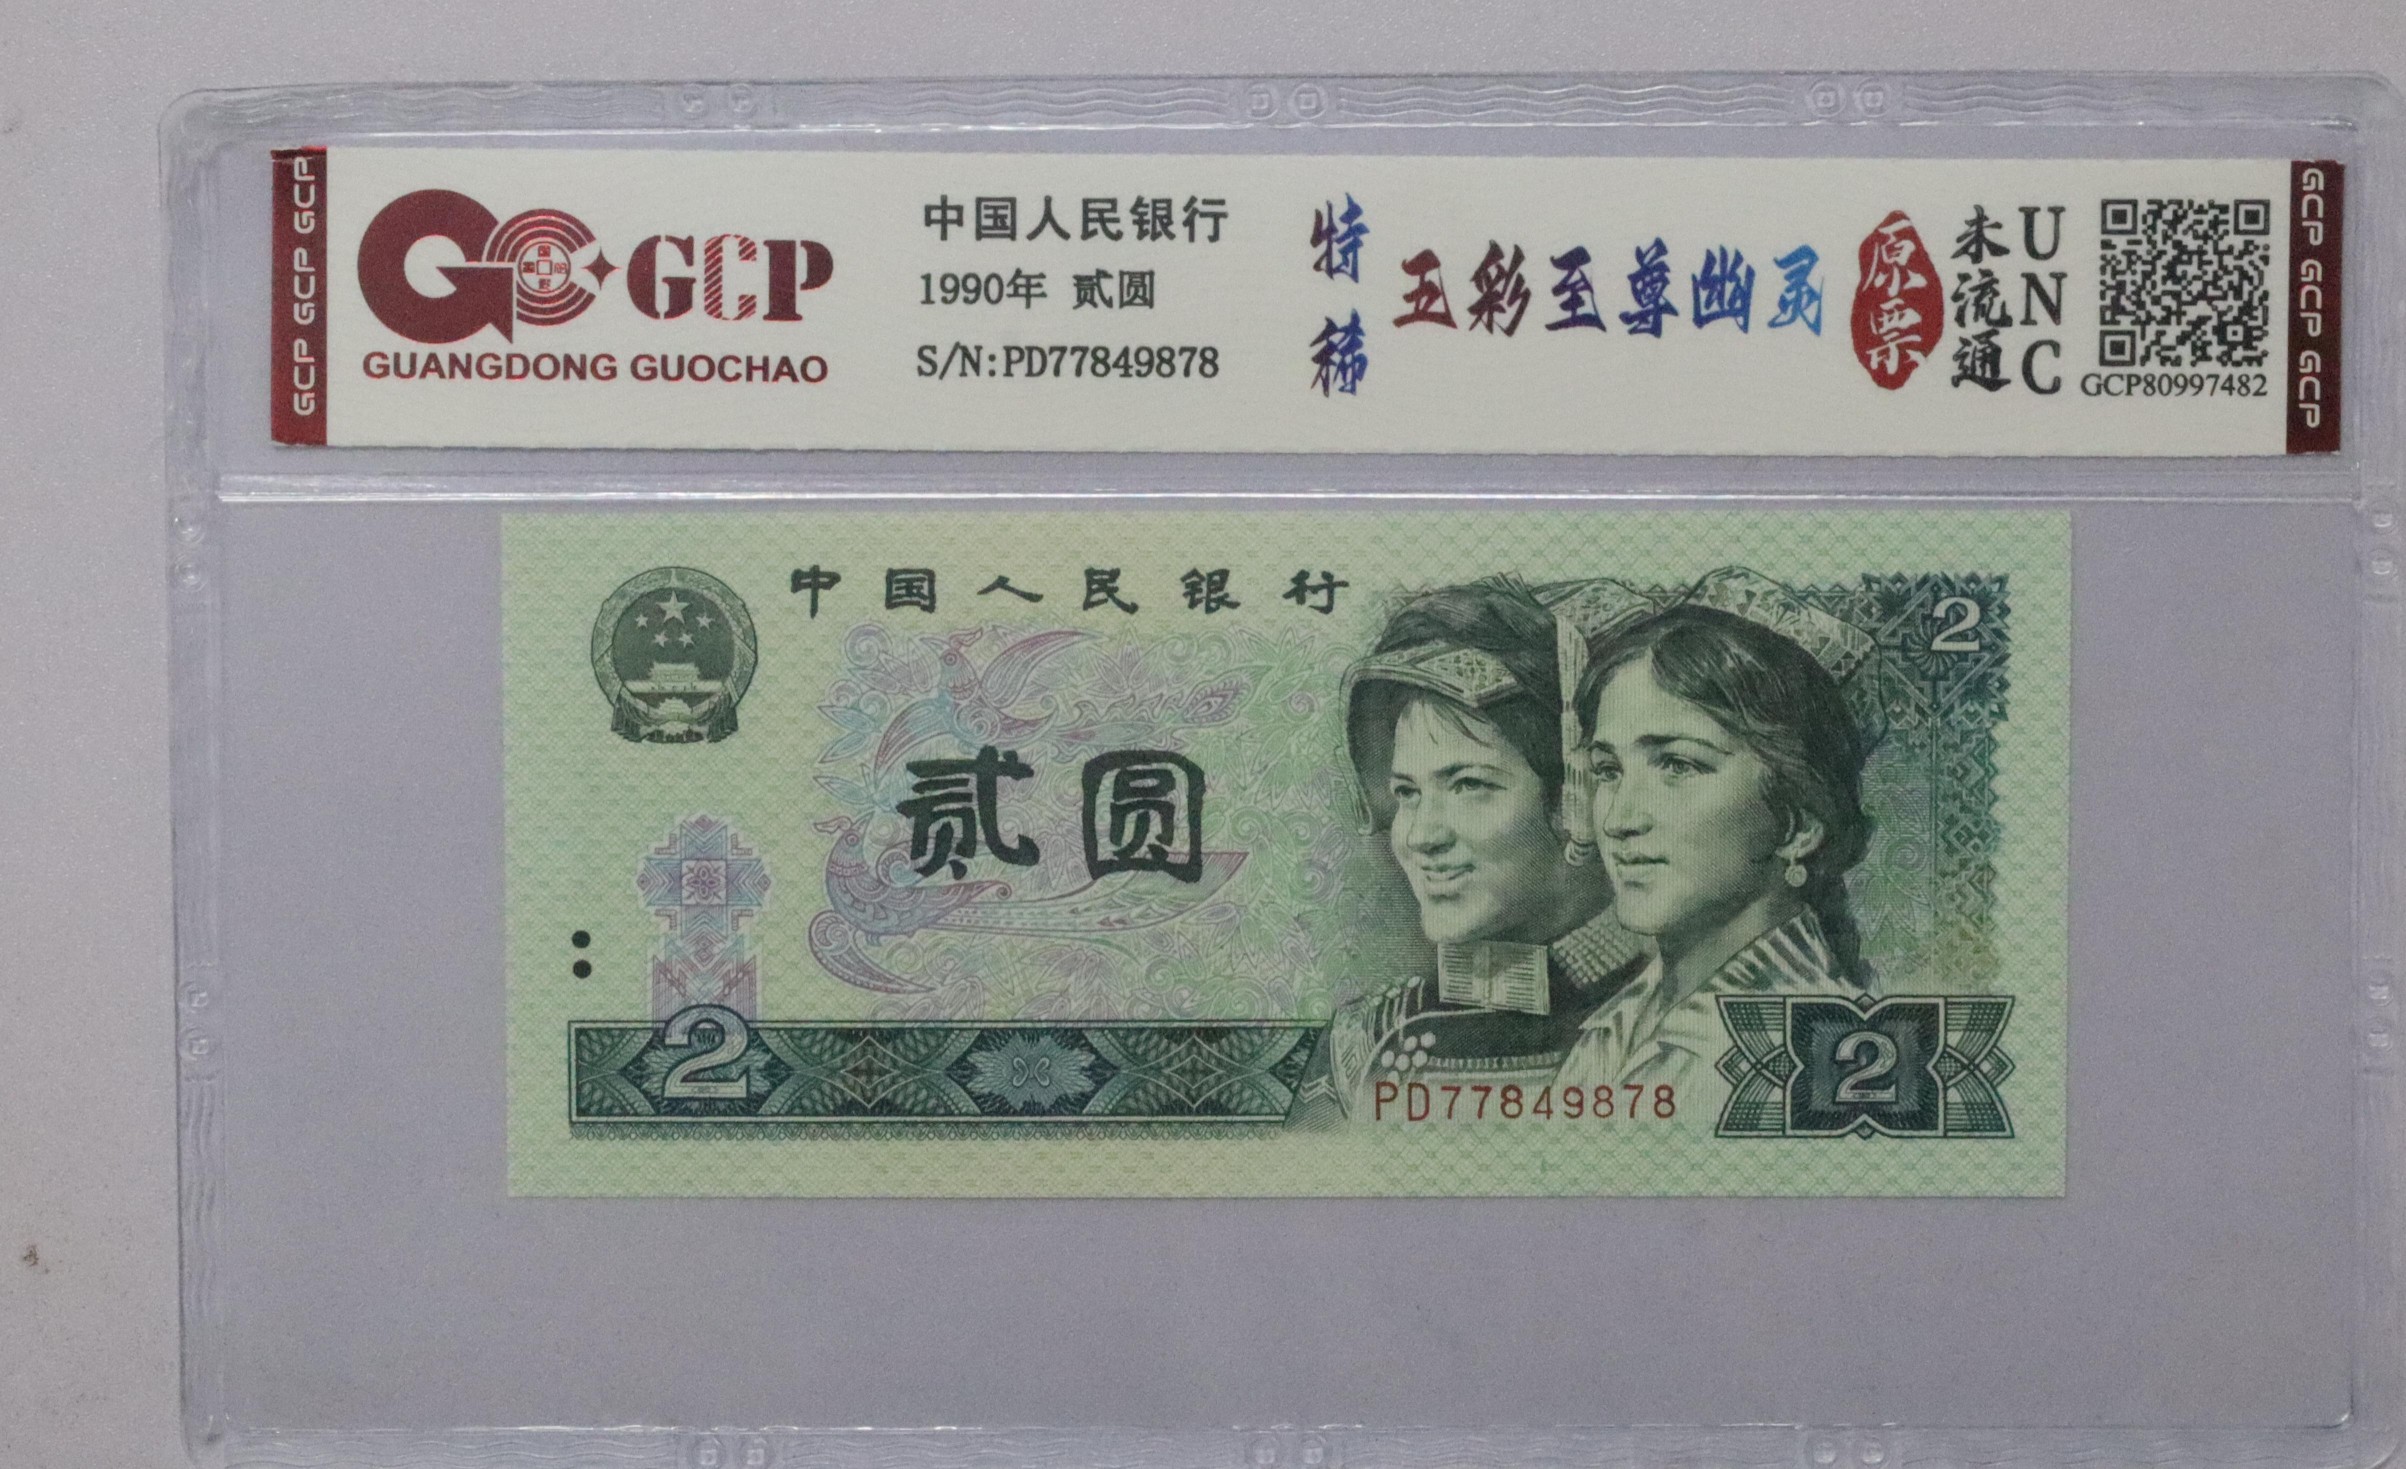 GCP GCP GCP
GCP
GUANGDONG GUOCHAO
中国人民银行
1990年 贰圆
S/N:PD77849878
特稀
五彩至尊幽灵
原票
未流通
UNC
GCP80997482
GCP GCP GCP
中国人民银行
2
贰圆
2
PD77849878
2